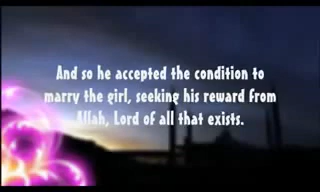 And so he accepted the condition to
marry the girl, seeking his reward from
Allah, Lord of all that exists.